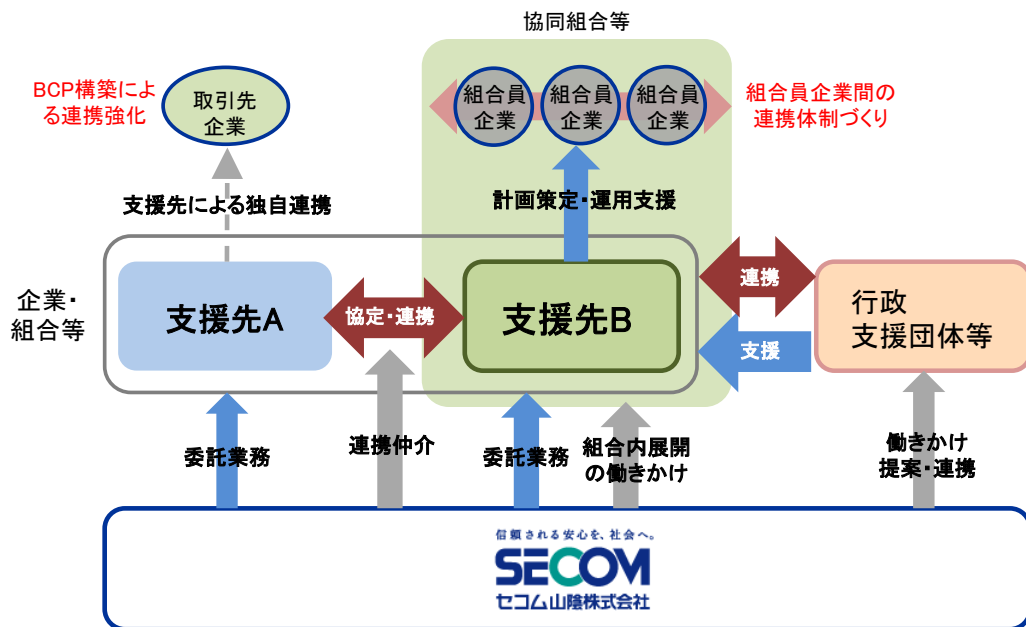 協同組合等
BCP構築によ
る連携強化
取引先
企業
組合員
企業
組合員
企業
組合員
企業
組合員企業間の
連携体制づくり
支援先による独自連携
計画策定・運用支援
企業・
組合等
支援先A
協定・連携
支援先B
連携
支援
行政
支援団体等
委託業務
連携仲介
委託業務
組合内展開
の働きかけ
働きかけ
提案・連携
信頼される安心を、社会へ。
SECOM
セコム山陰株式会社